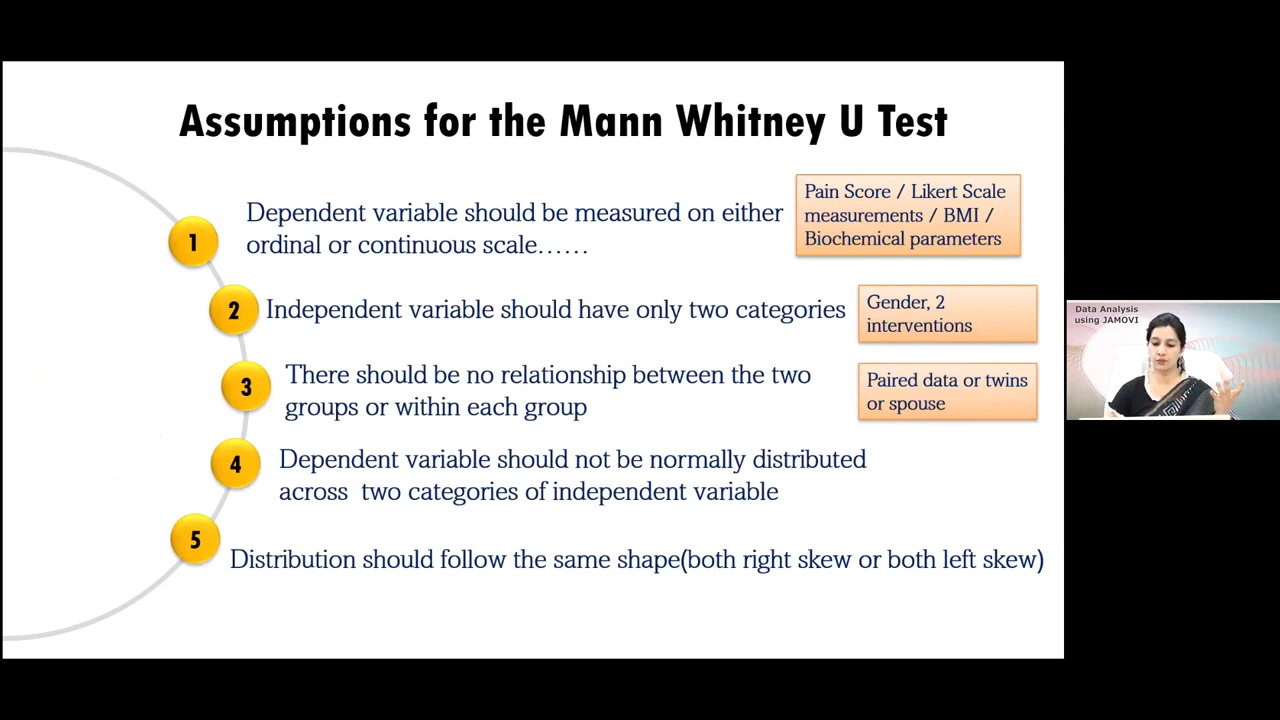 Assumptions for the Mann Whitney U Test
1
Dependent variable should be measured on either
ordinal or continuous scale......
Pain Score / Likert Scale
measurements / BMI /
Biochemical parameters
2
Independent variable should have only two categories
Gender, 2
interventions
3
There should be no relationship between the two
groups or within each group
Paired data or twins
or spouse
4
Dependent variable should not be normally distributed
across two categories of independent variable
5
Distribution should follow the same shape(both right skew or both left skew)
Data Analysis
using JAMOVI